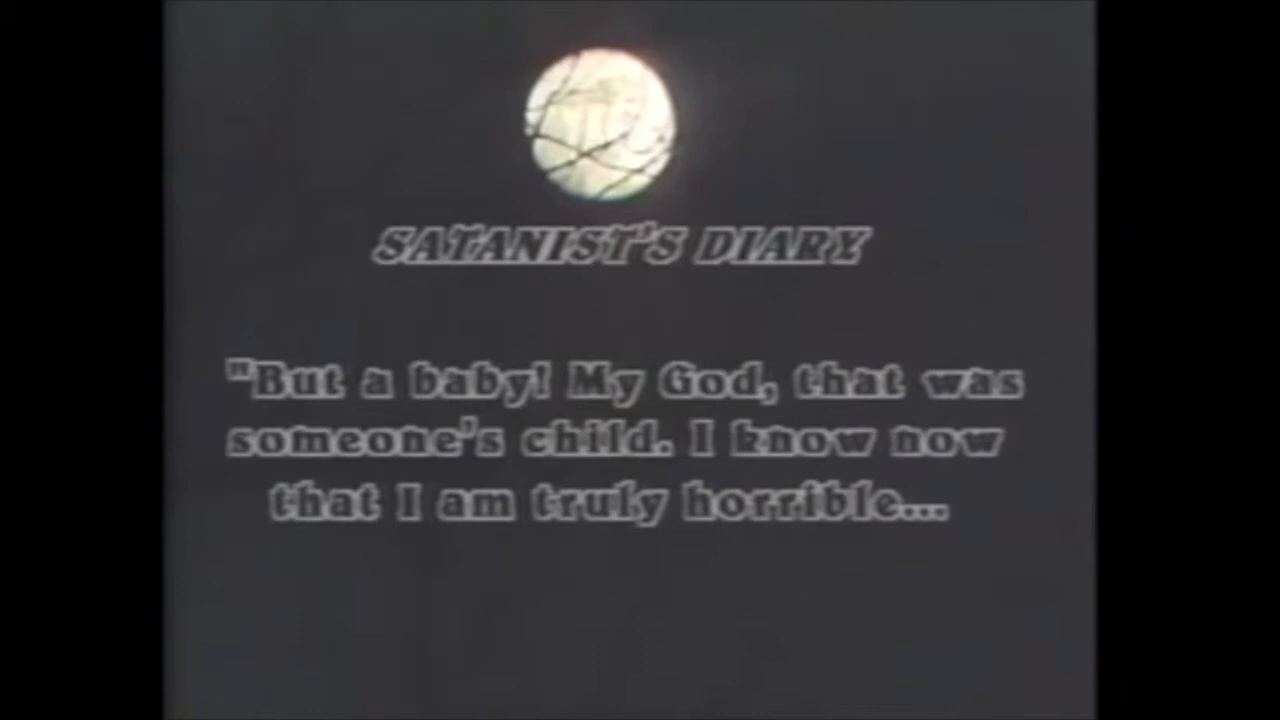 SATANIST'S DIARY
"But a baby! My God, that was
someone's child. I know now
that I am truly horrible...